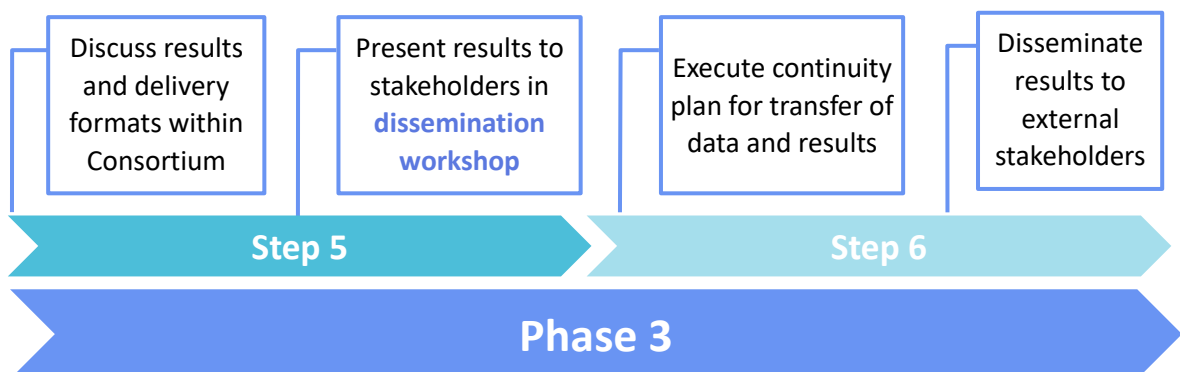 Discuss results
and delivery
formats within
Consortium
Present results to
stakeholders in
dissemination
workshop
Execute continuity
plan for transfer of
data and results
Disseminate
results to
external
stakeholders
Step 5
Step 6
Phase 3